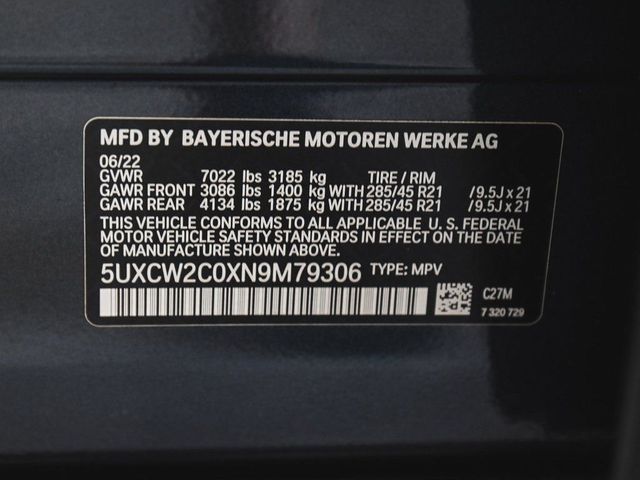 MFD BY BAYERISCHE MOTOREN WERKE AG
06/22
GVWR 7022 lbs 3185 kg TIRE / RIM
GAWR FRONT 3086 lbs 1400 kg WITH 285/45 R21 /9.5J x 21
GAWR REAR 4134 lbs 1875 kg WITH 285/45 R21 /9.5J x 21
THIS VEHICLE CONFORMS TO ALL APPLICABLE U. S. FEDERAL
MOTOR VEHICLE SAFETY STANDARDS IN EFFECT ON THE DATE
OF MANUFACTURE SHOWN ABOVE.
5UXCW2C0XN9M79306 TYPE: MPV
C27M
7 320 729